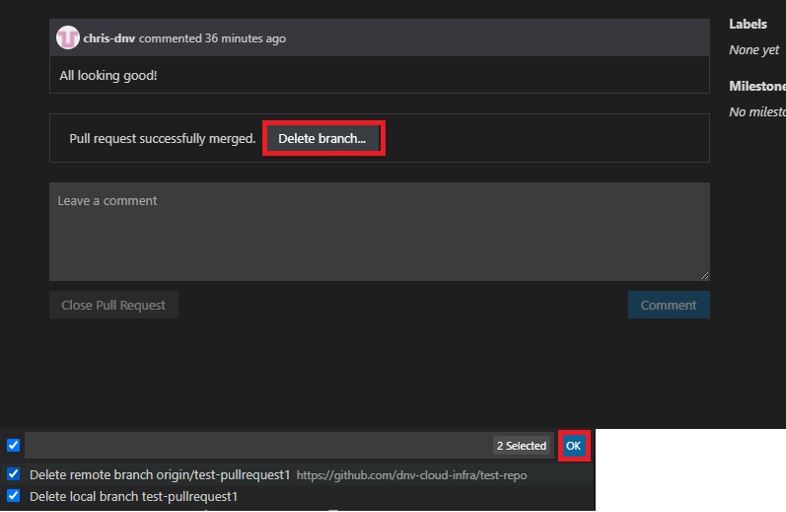 chris-dnv commented 36 minutes ago
All looking good!
Pull request successfully merged. Delete branch...
Leave a comment
Close Pull Request
Comment
Labels
None yet
Milestone
No milesto
2 Selected
OK
Delete remote branch origin/test-pullrequest1 https://github.com/dnv-cloud-infra/test-repo
Delete local branch test-pullrequest1